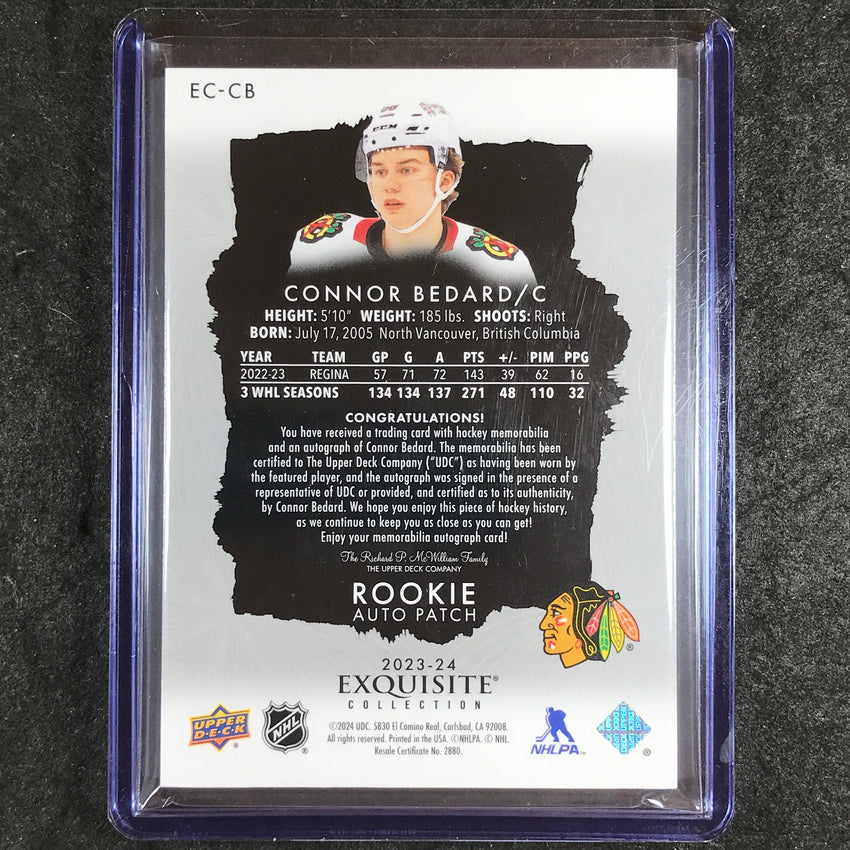 EC-CB
CCM
CONNOR BEDARD/C
HEIGHT: 5'10" WEIGHT: 185 lbs. SHOOTS: Right
BORN: July 17, 2005 North Vancouver, British Columbia
YEAR TEAM GP G A PTS +/- PIM PPG
2022-23 REGINA 57 71 72 143 39 62 16
3 WHL SEASONS 134 134 137 271 48 110 32
CONGRATULATIONS!
You have received a trading card with hockey memorabilia
and an autograph of Connor Bedard. The memorabilia has been
certified to The Upper Deck Company ("UDC") as having been worn by
the featured player, and the autograph was signed in the presence of a
representative of UDC or provided, and certified as to its authenticity,
by Connor Bedard. We hope you enjoy this piece of hockey history,
as we continue to keep you as close as you can get!
Enjoy your memorabilia autograph card!
The Richard P. McWilliam Family
THE UPPER DECK COMPANY
ROOKIE
AUTO PATCH
2023-24
EXQUISITE®
COLLECTION
UPPER
D·E·C·K
®
NHL
©2024 UDC. 5830 El Camino Real, Carlsbad, CA 92008.
All rights reserved. Printed in the USA. ©NHLPA. © NHL.
Resale Certificate No. 2880.
NHLPA™
®